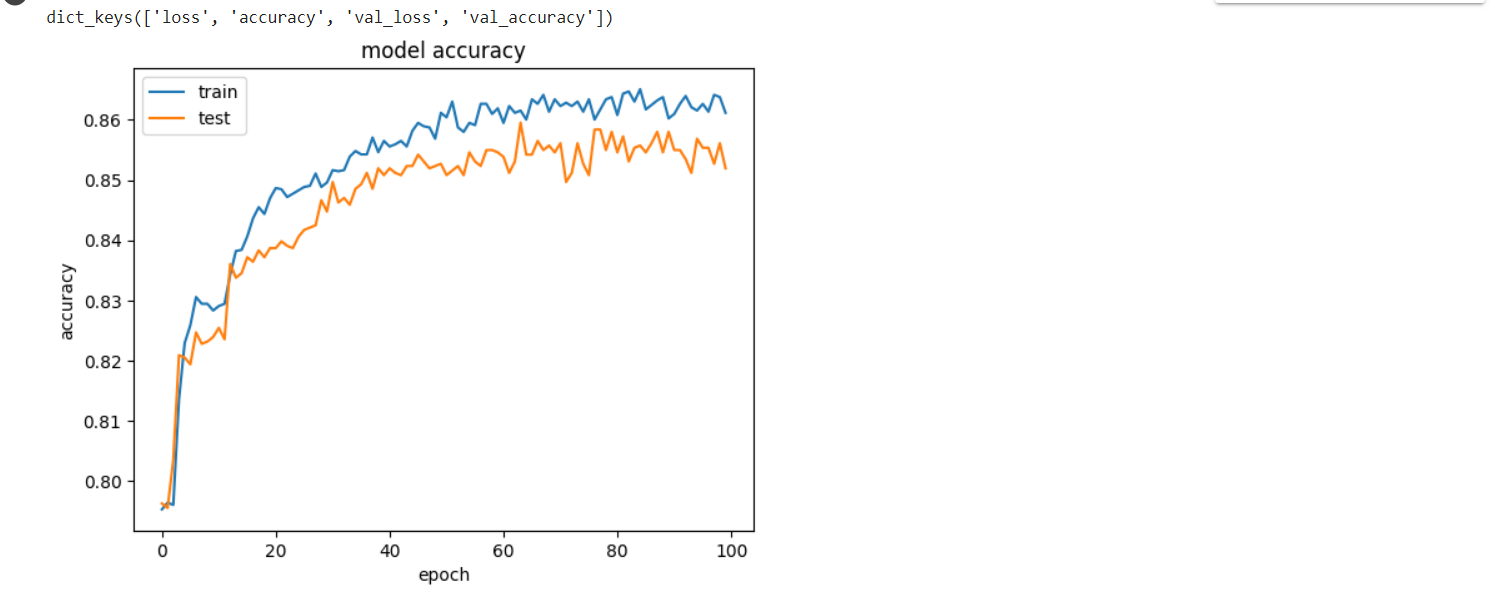 dict_keys(['loss', 'accuracy', 'val_loss', 'val_accuracy'])
model accuracy
train
test
0.86
0.85
0.84
0.83
0.82
0.81
0.80
accuracy
0 20 40 60 80 100
epoch